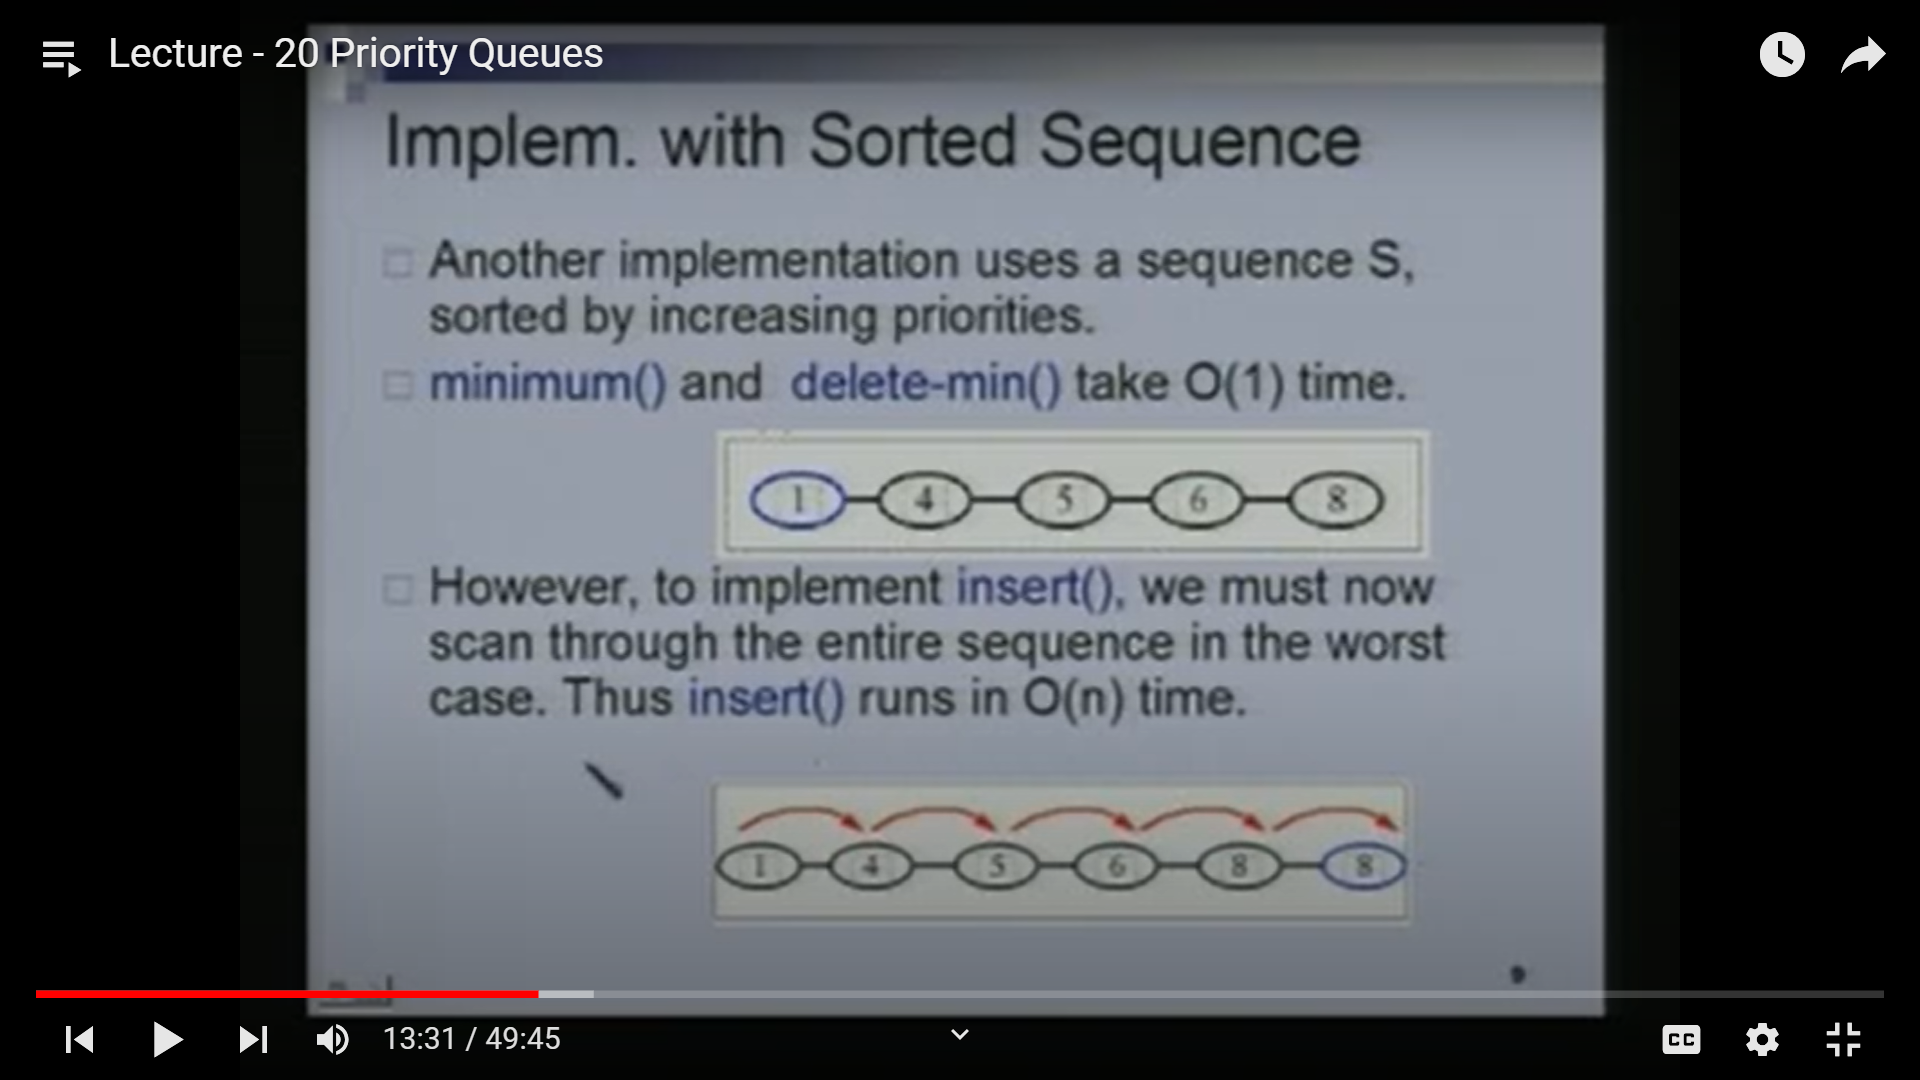 Lecture - 20 Priority Queues
Implem. with Sorted Sequence
Another implementation uses a sequence S,
sorted by increasing priorities.
minimum() and delete-min() take O(1) time.
1 4 5 6 8
However, to implement insert(), we must now
scan through the entire sequence in the worst
case. Thus insert() runs in O(n) time.
1 4 5 6 8 8
9
13:31 / 49:45
CC